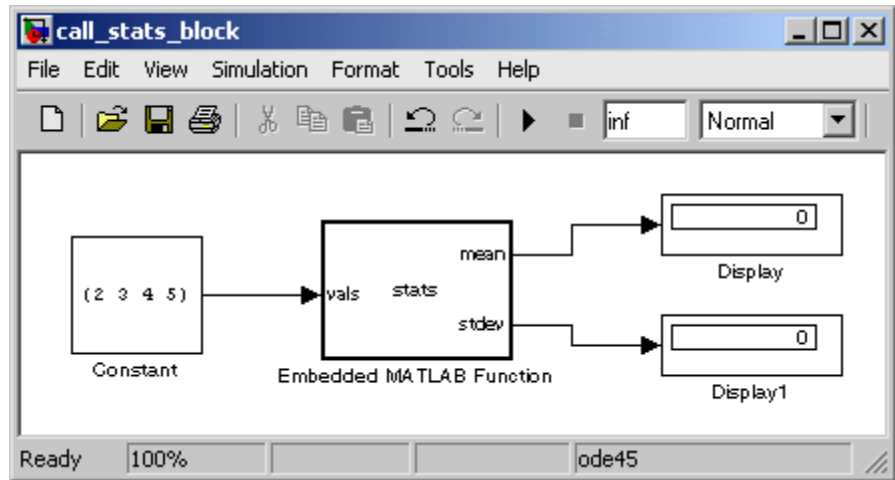 call_stats_block
File Edit View Simulation Format Tools Help
inf Normal
(2 3 4 5)
Constant
vals stats mean
stdev
Embedded MATLAB Function
0
Display
0
Display1
Ready 100% ode45